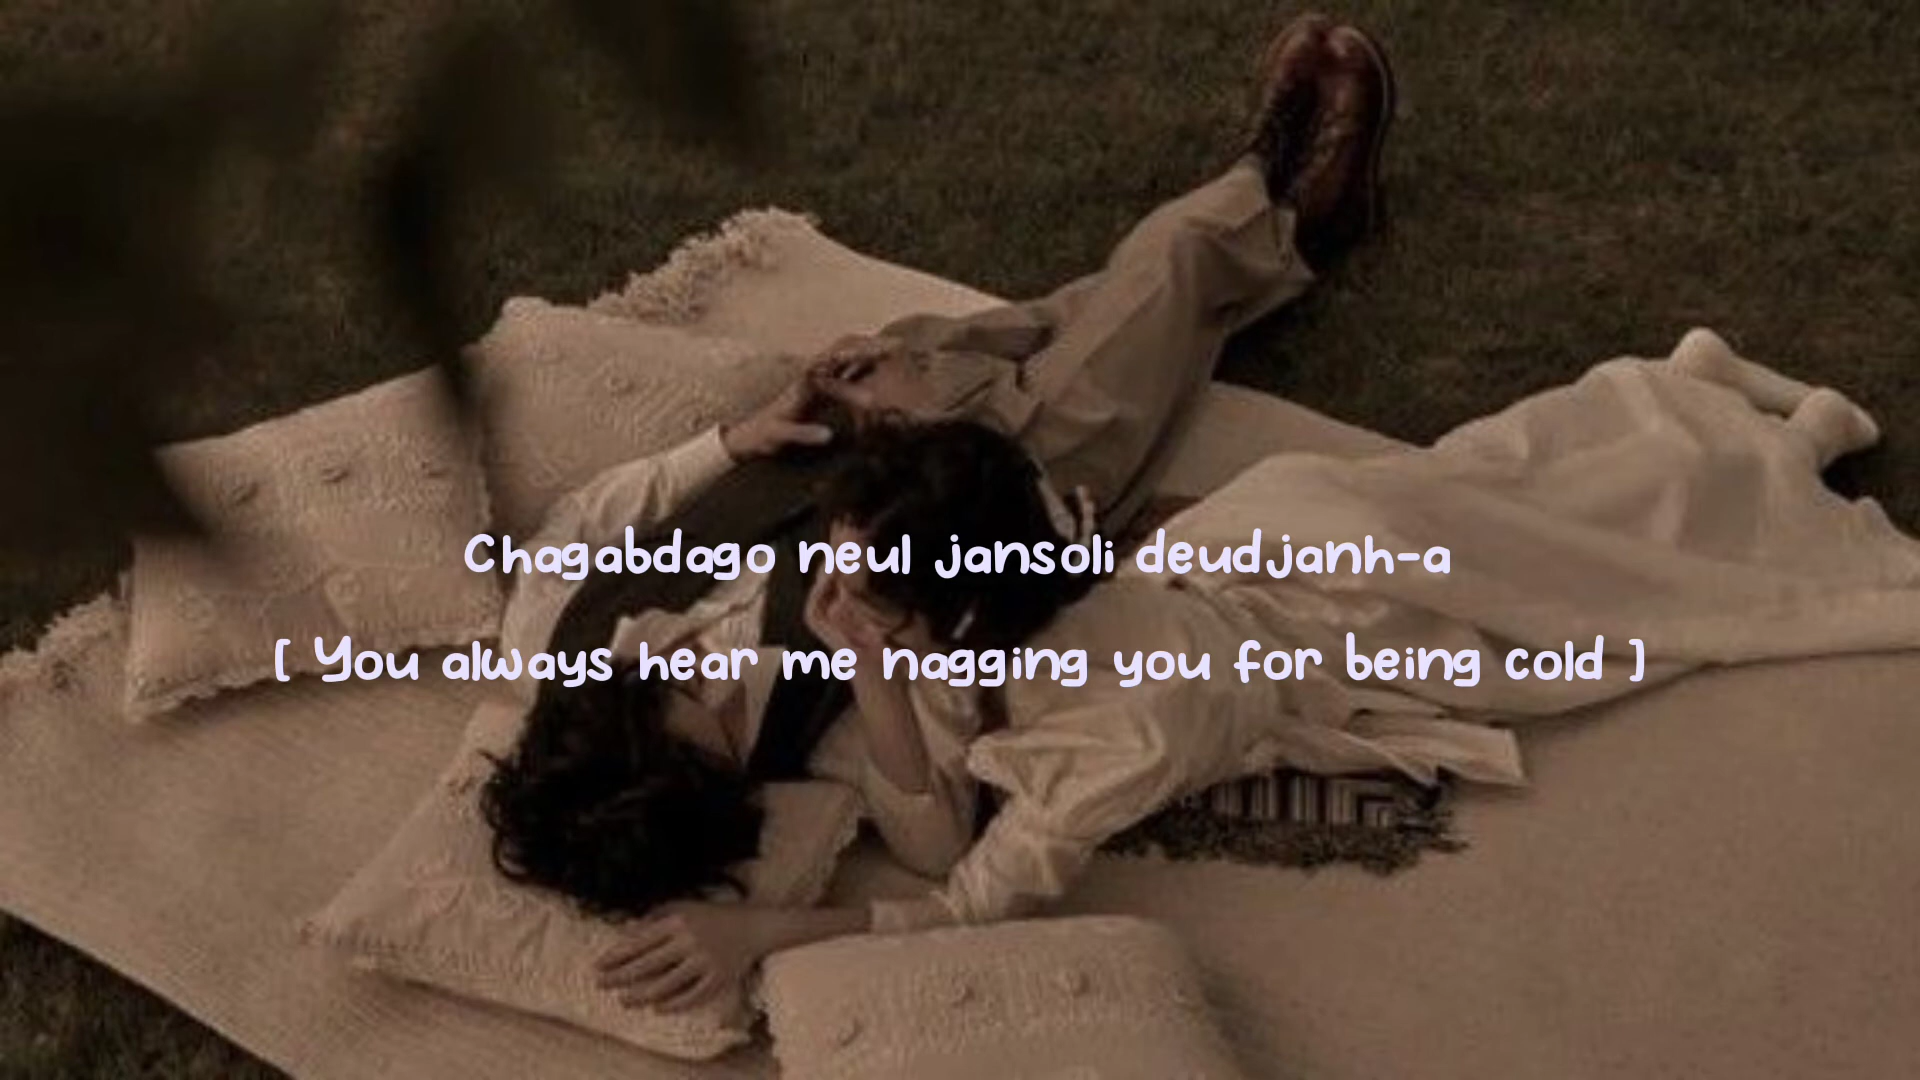 Chagabdago neul jansoli deudjanh-a
[ You always hear me nagging you for being cold ]